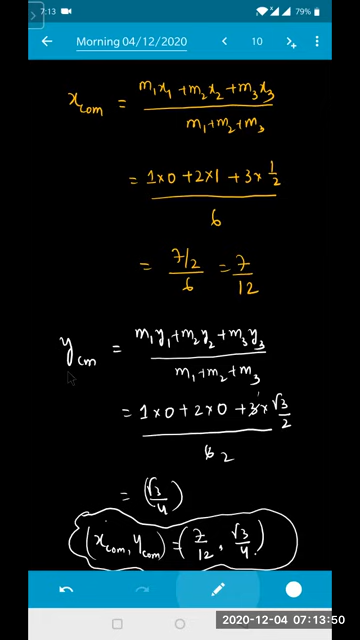 7:13 79%
Morning 04/12/2020 10
x_com = (m₁x₁ + m₂x₂ + m₃x₃)/(m₁ + m₂ + m₃)
= (1×0 + 2×1 + 3×1/2)/6
= (7/2)/6 = 7/12
y_cm = (m₁y₁ + m₂y₂ + m₃y₃)/(m₁ + m₂ + m₃)
= (1×0 + 2×0 + 3̸¹×√3/2)/6̸ 2
= (√3/4)
(x_com, y_com) = (7/12, √3/4)
2020-12-04 07:13:50